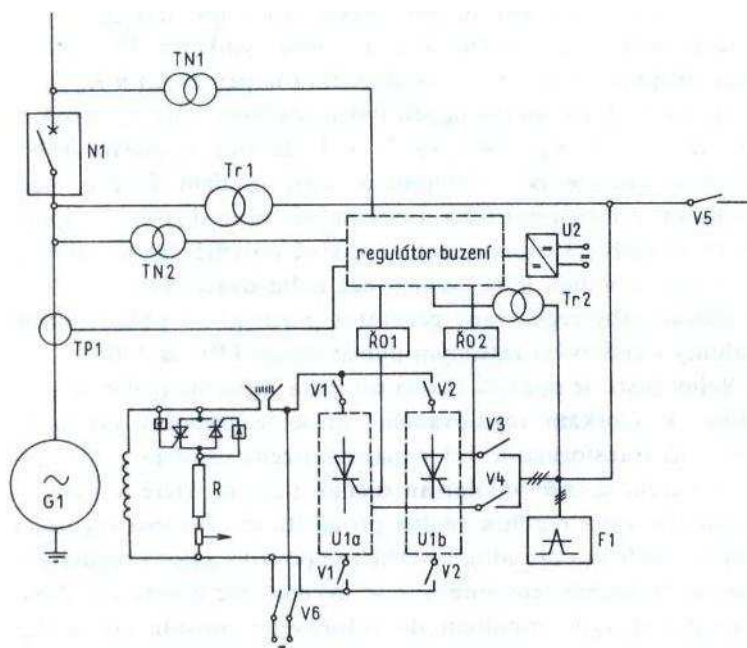 TN1
N1
Tr1
V5
TN2
regulátor buzení
U2
Tr2
TP1
ŘO1
ŘO2
V1
V2
V3
V4
R
G1
U1a
U1b
F1
V1
V2
V6